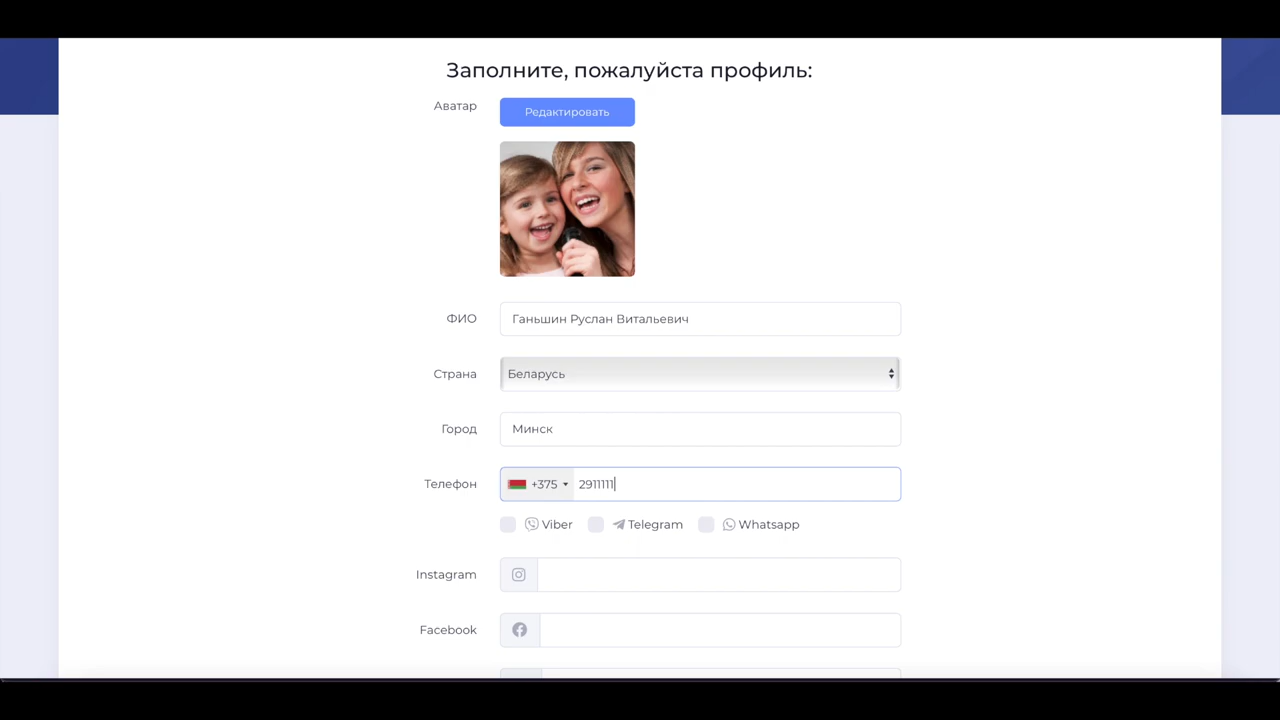 Заполните, пожалуйста профиль:
Аватар
Редактировать
ФИО
Ганьшин Руслан Витальевич
Страна
Беларусь
Город
Минск
Телефон
+375 2911111
Viber Telegram Whatsapp
Instagram
Facebook